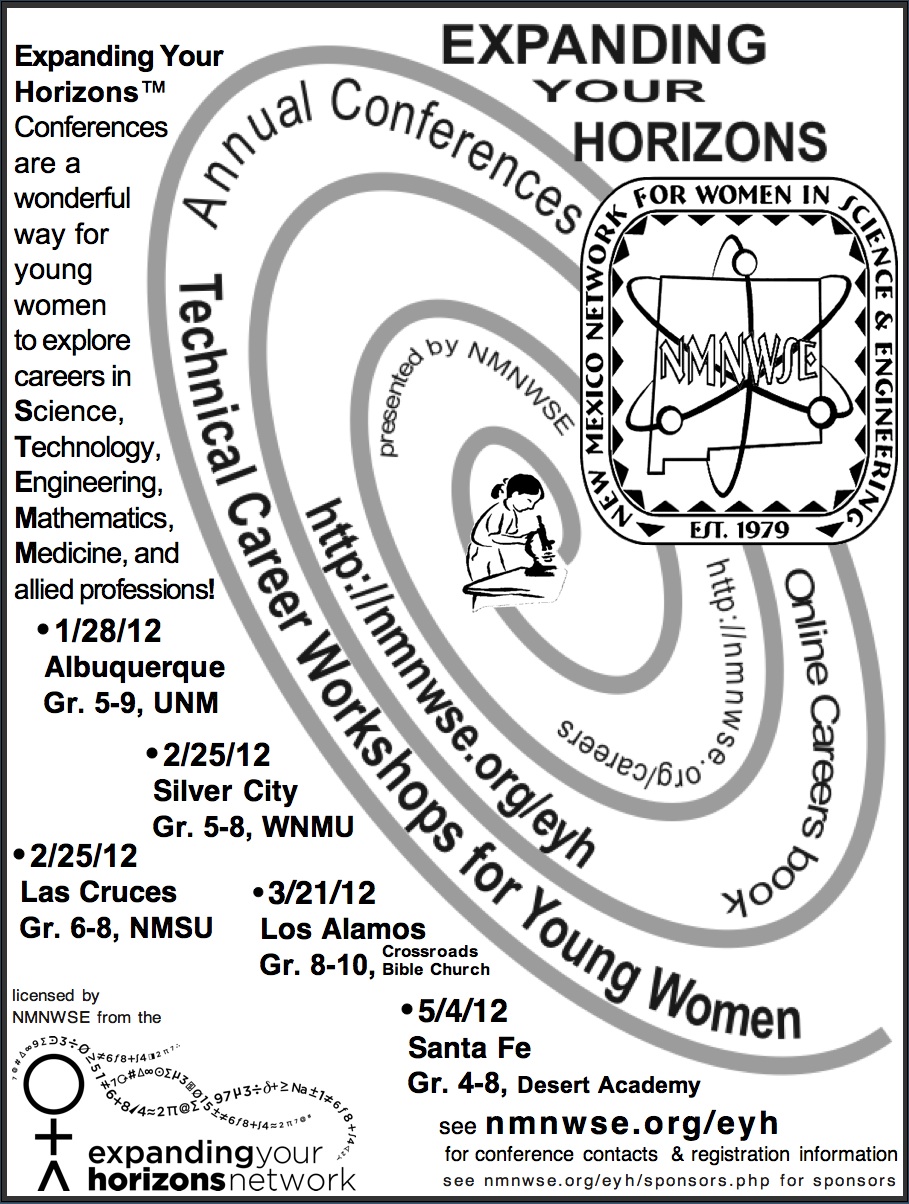 EXPANDING
YOUR
HORIZONS
Expanding Your
Horizons™
Conferences
are a
wonderful
way for
young
women
to explore
careers in
Science,
Technology,
Engineering,
Mathematics,
Medicine, and
allied professions!
Annual Conferences
Technical Career Workshops for Young Women
presented by NMNWSE
http://nmnwse.org/eyh
http://nmnwse.org/careers
Online Careers book
NEW MEXICO NETWORK FOR WOMEN IN SCIENCE & ENGINEERING
NMNWSE
EST. 1979
•1/28/12
Albuquerque
Gr. 5-9, UNM
•2/25/12
Silver City
Gr. 5-8, WNMU
•2/25/12
Las Cruces
Gr. 6-8, NMSU
•3/21/12
Los Alamos
Gr. 8-10, Crossroads
Bible Church
•5/4/12
Santa Fe
Gr. 4-8, Desert Academy
see nmnwse.org/eyh
for conference contacts & registration information
see nmnwse.org/eyh/sponsors.php for sponsors
licensed by
NMNWSE from the
expandingyour
horizonsnetwork